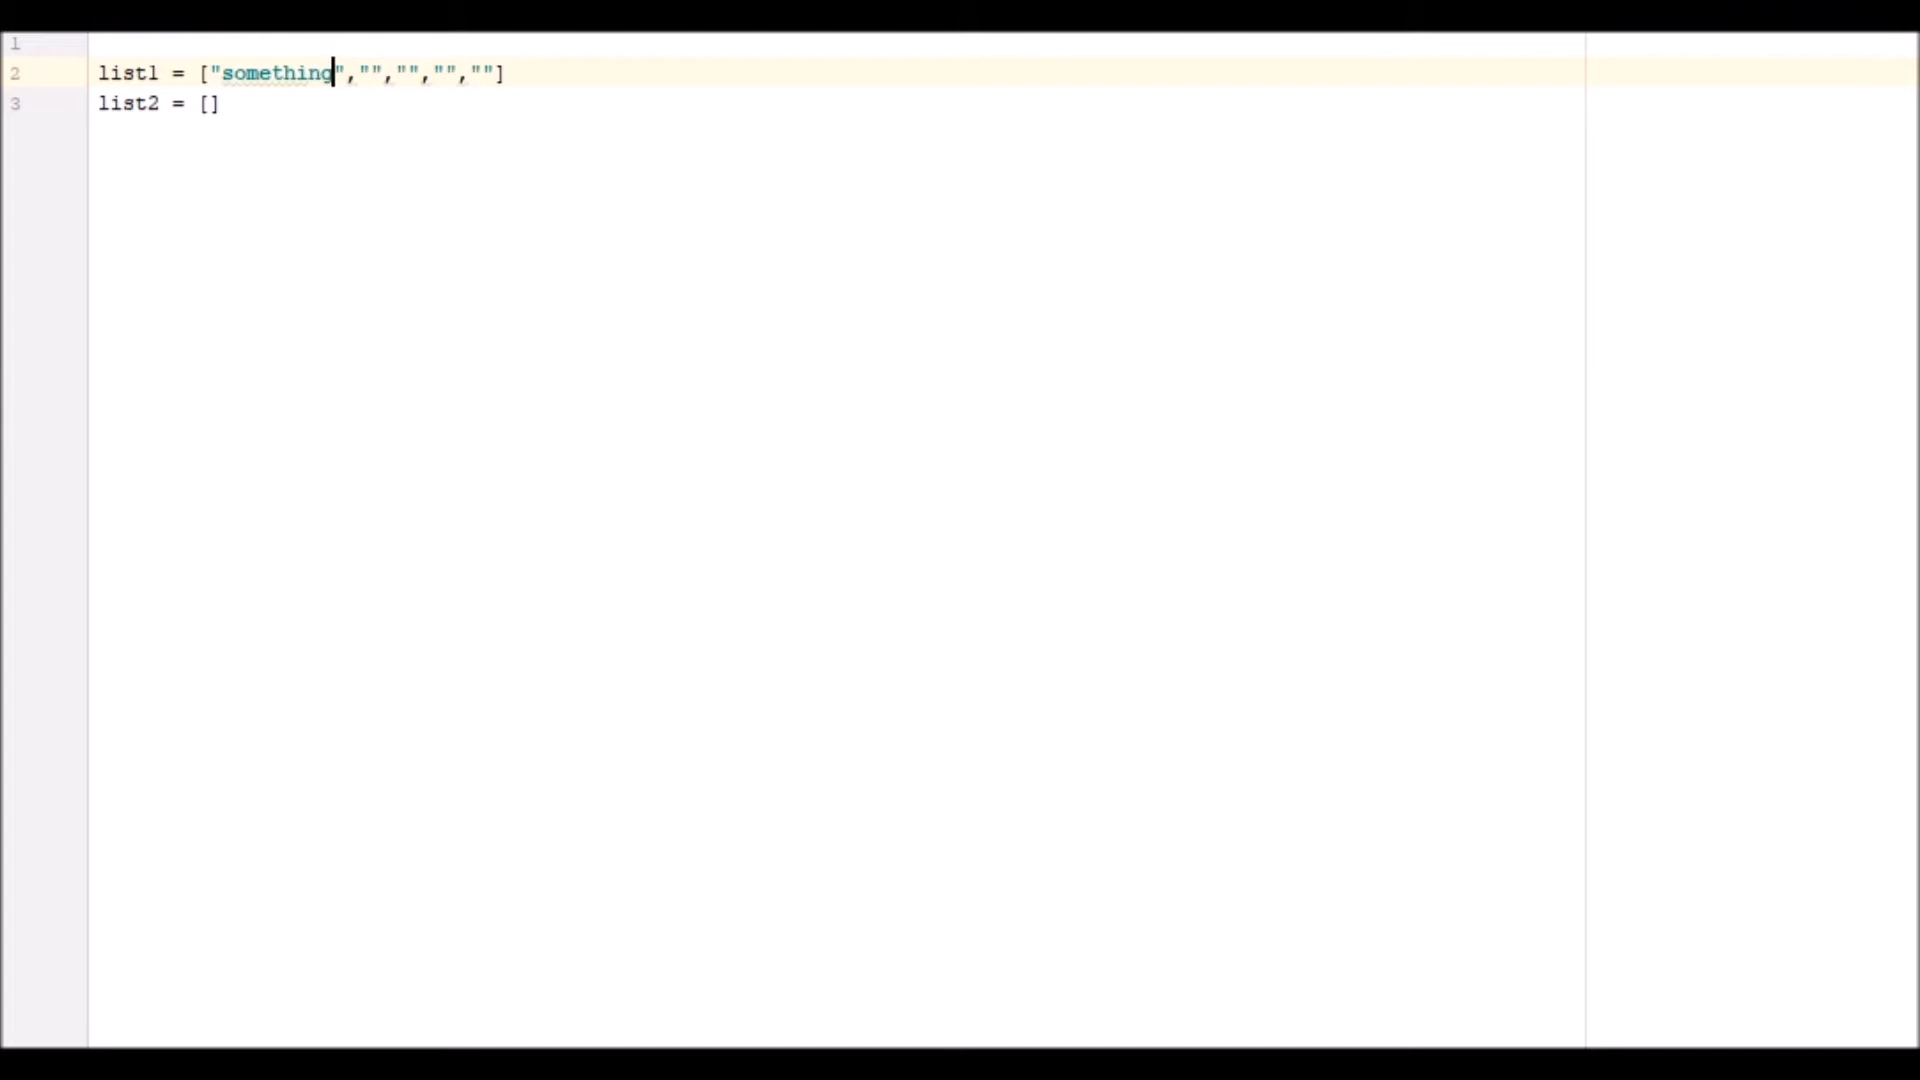 1
2 list1 = ["something","","","",""]
3 list2 = []